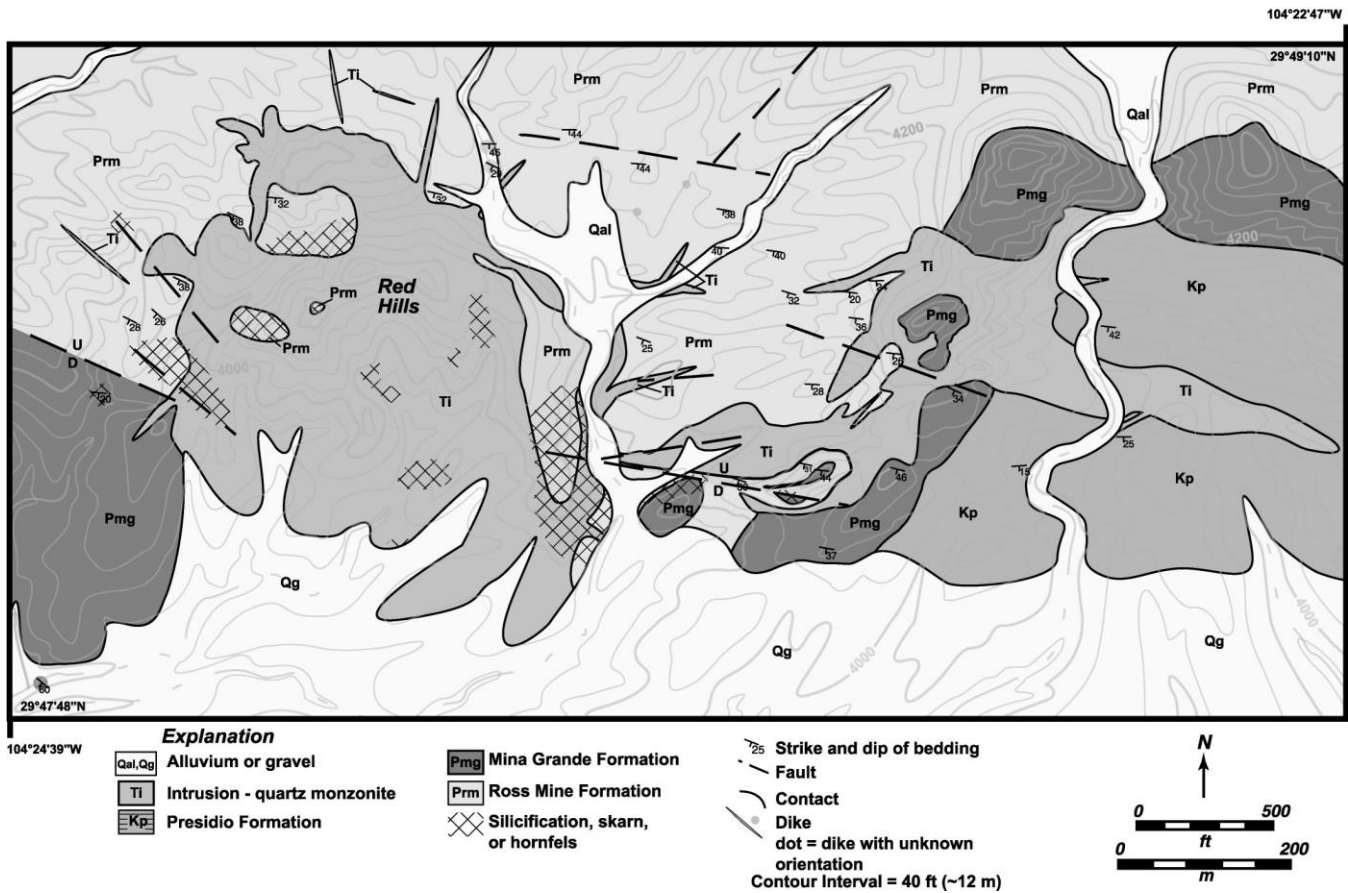 104°22'47"W
29°49'10"N
Ti
Prm
Prm
Prm
4200
Qal
44
45
29
44
Prm
32
32
38
Pmg
Pmg
38
Qal
Ti
40
40
4200
Ti
Red
Hills
Ti
Kp
38
Prm
32
20
24
28
26
Pmg
36
42
U
D
Prm
25
Prm
Prm
26
4000
Ti
28
34
Ti
20
Ti
25
Ti
U
D
31
44
46
15
Kp
Pmg
Pmg
Pmg
Kp
37
Qg
4000
Qg
Qg
4000
60
29°47'48"N
104°24'39"W
Explanation
Qal,Qg Alluvium or gravel
Ti Intrusion - quartz monzonite
Kp Presidio Formation
Pmg Mina Grande Formation
Prm Ross Mine Formation
Silicification, skarn,
or hornfels
25 Strike and dip of bedding
Fault
Contact
Dike
dot = dike with unknown
orientation
Contour Interval = 40 ft (~12 m)
N
0 500
ft
0 200
m